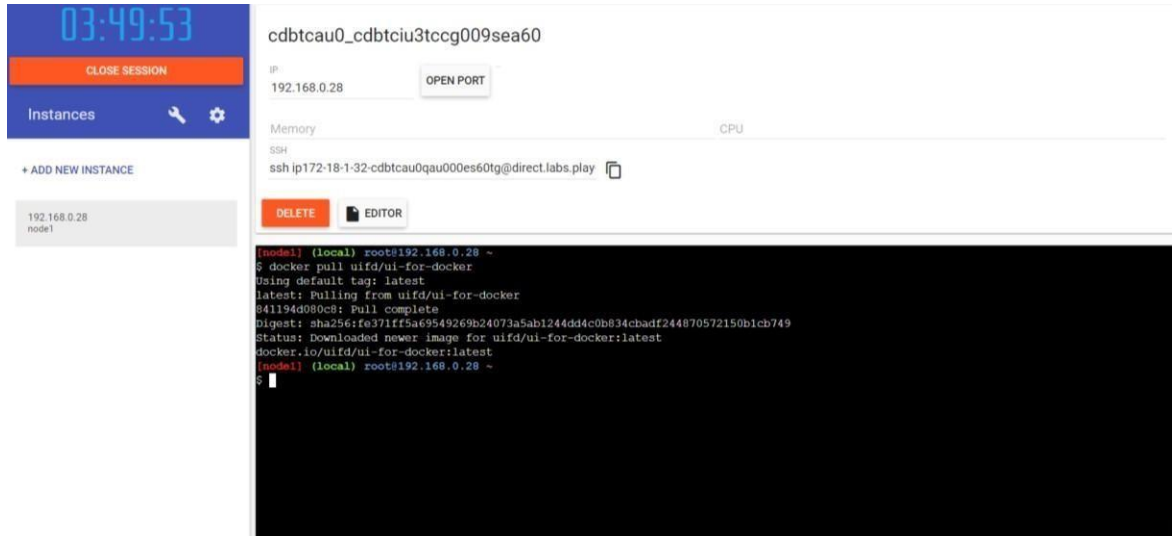 03:49:53
CLOSE SESSION
Instances
+ ADD NEW INSTANCE
192.168.0.28
node1
cdbtcau0_cdbtciu3tccg009sea60
IP
192.168.0.28
OPEN PORT
Memory
CPU
SSH
ssh ip172-18-1-32-cdbtcau0qau000es60tg@direct.labs.play
DELETE
EDITOR
[node1] (local) root@192.168.0.28 ~
$ docker pull uifd/ui-for-docker
Using default tag: latest
latest: Pulling from uifd/ui-for-docker
841194d080c8: Pull complete
Digest: sha256:fe371ff5a69549269b24073a5ab1244dd4c0b834cbadf244870572150b1cb749
Status: Downloaded newer image for uifd/ui-for-docker:latest
docker.io/uifd/ui-for-docker:latest
[node1] (local) root@192.168.0.28 ~
$